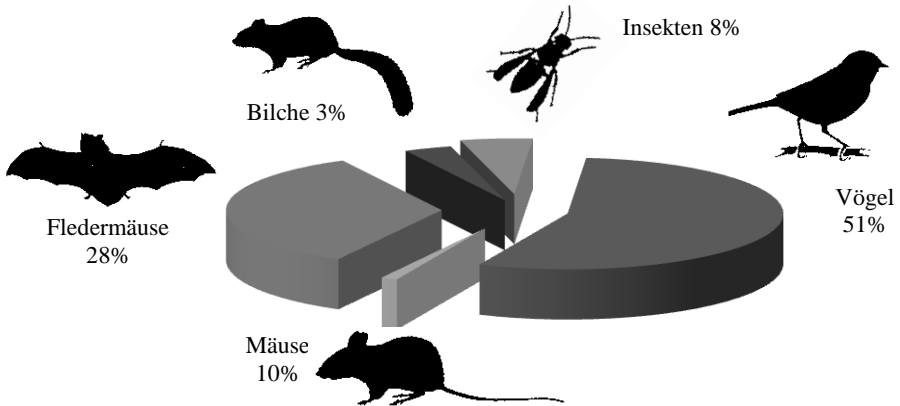 Insekten 8%
Bilche 3%
Vögel
51%
Fledermäuse
28%
Mäuse
10%